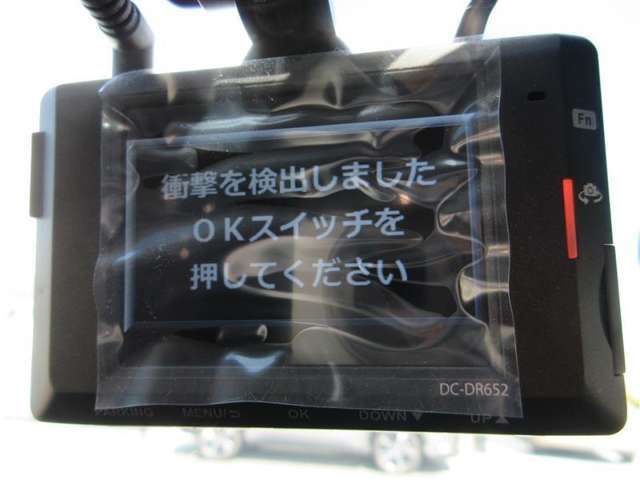 Fn
衝撃を検出しました
OKスイッチを
押してください
DC-DR652
PARKING MENU OK DOWN▼ UP▲